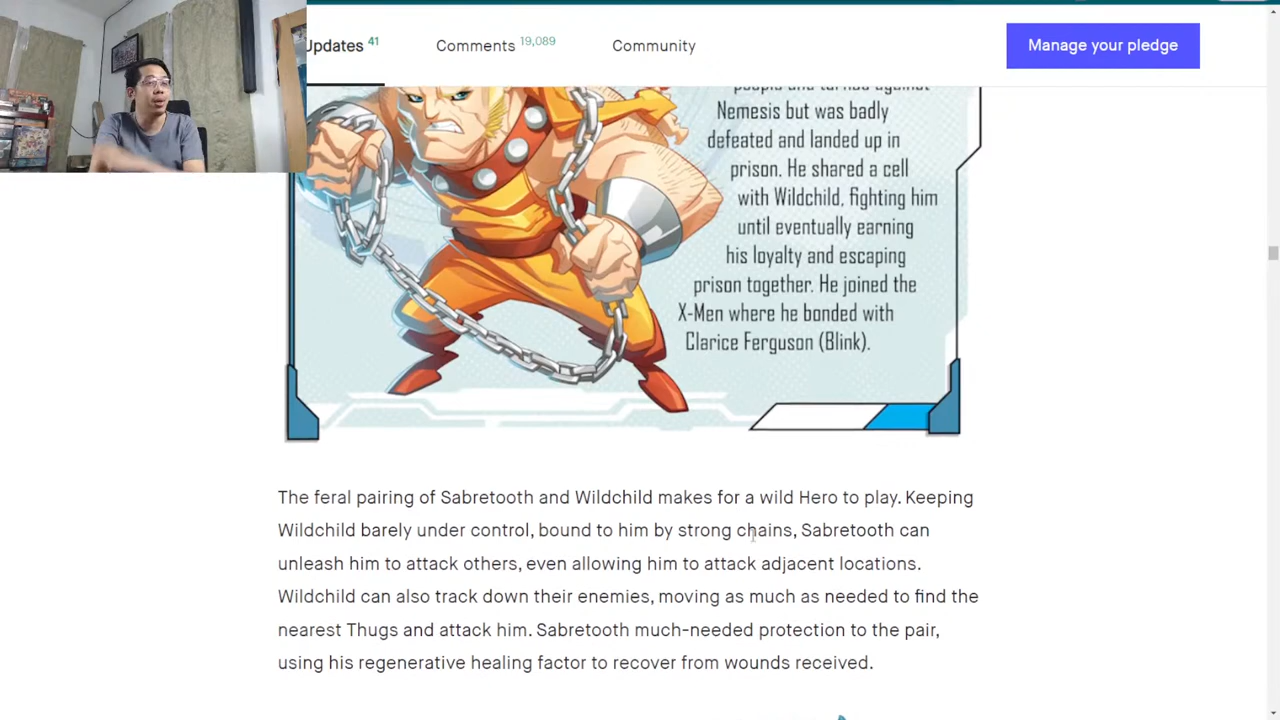 Updates 41 Comments 19,089 Community Manage your pledge
Nemesis but was badly
defeated and landed up in
prison. He shared a cell
with Wildchild, fighting him
until eventually earning
his loyalty and escaping
prison together. He joined the
X-Men where he bonded with
Clarice Ferguson (Blink).
The feral pairing of Sabretooth and Wildchild makes for a wild Hero to play. Keeping
Wildchild barely under control, bound to him by strong chains, Sabretooth can
unleash him to attack others, even allowing him to attack adjacent locations.
Wildchild can also track down their enemies, moving as much as needed to find the
nearest Thugs and attack him. Sabretooth much-needed protection to the pair,
using his regenerative healing factor to recover from wounds received.